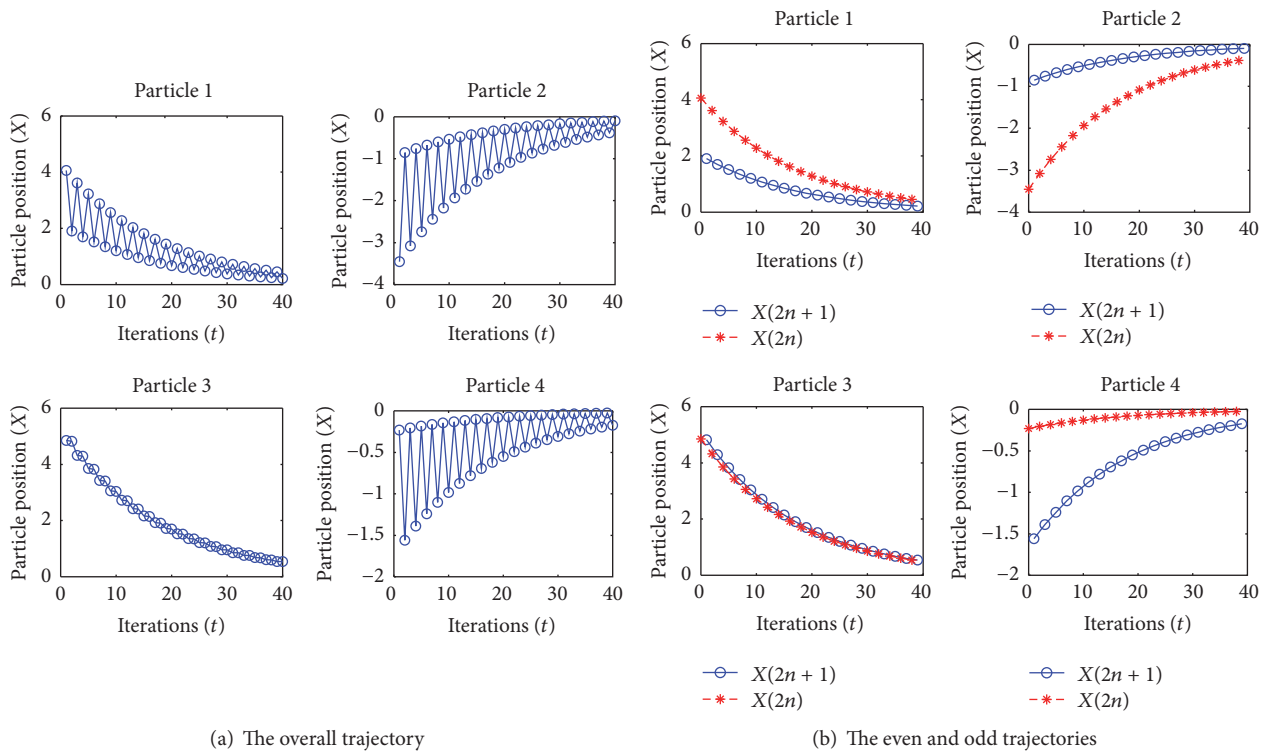 Particle 1
Particle position (X)
6
4
2
0
0 10 20 30 40
Iterations (t)
Particle 2
Particle position (X)
0
−1
−2
−3
−4
0 10 20 30 40
Iterations (t)
Particle 3
Particle position (X)
6
4
2
0
0 10 20 30 40
Iterations (t)
Particle 4
Particle position (X)
0
−0.5
−1
−1.5
−2
0 10 20 30 40
Iterations (t)
(a) The overall trajectory
Particle 1
Particle position (X)
6
4
2
0
0 10 20 30 40
Iterations (t)
X(2n + 1)
X(2n)
Particle 2
Particle position (X)
0
−1
−2
−3
−4
0 10 20 30 40
Iterations (t)
X(2n + 1)
X(2n)
Particle 3
Particle position (X)
6
4
2
0
0 10 20 30 40
Iterations (t)
X(2n + 1)
X(2n)
Particle 4
Particle position (X)
0
−0.5
−1
−1.5
−2
0 10 20 30 40
Iterations (t)
X(2n + 1)
X(2n)
(b) The even and odd trajectories